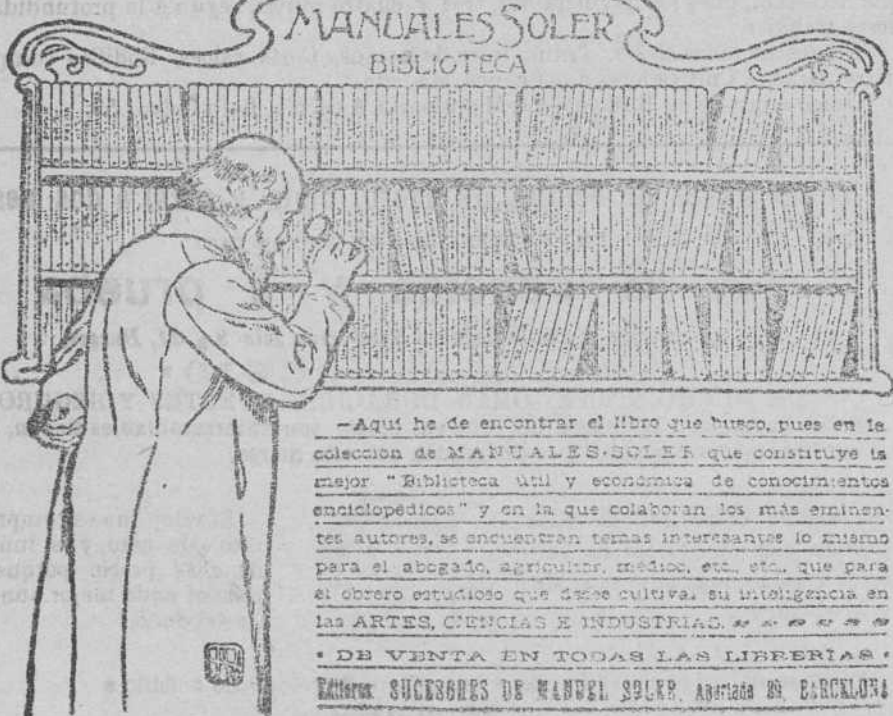 MANUALES SOLER
BIBLIOTECA
—Aquí he de encontrar el libro que busco, pues en la
colección de MANUALES-SOLER que constituye la
mejor "Biblioteca útil y económica de conocimientos
enciclopédicos" y en la que colaboran los más eminen-
tes autores, se encuentran temas interesantes lo mismo
para el abogado, agricultor, médico, etc., etc., que para
el obrero estudioso que desee cultivar su inteligencia en
las ARTES, CIENCIAS E INDUSTRIAS.
• DE VENTA EN TODAS LAS LIBRERÍAS •
Editores: SUCESORES DE MANUEL SOLER, Apartado 89, BARCELONA